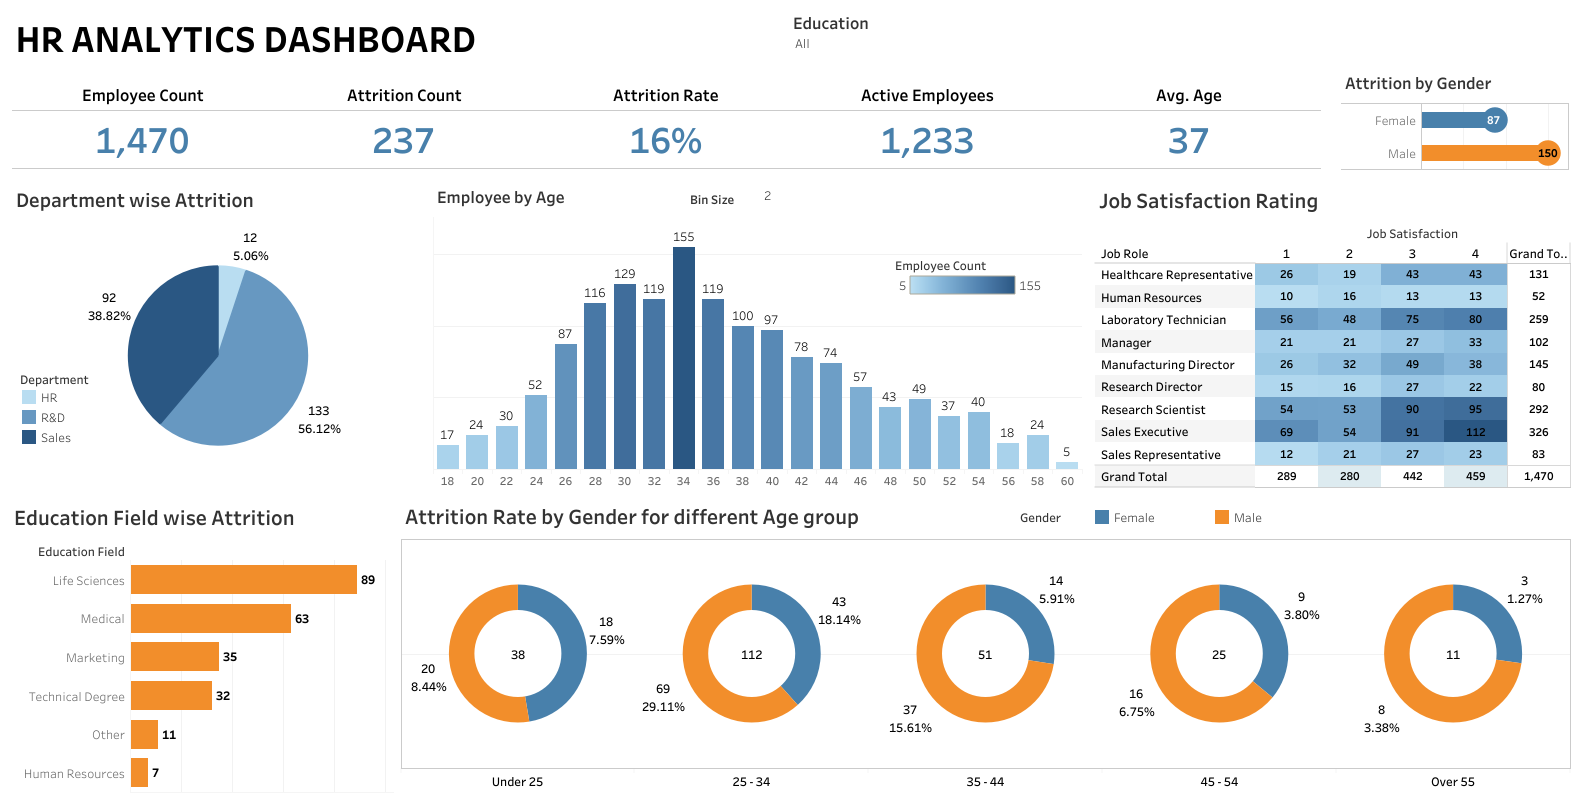 HR ANALYTICS DASHBOARD
Education
All
Employee Count
Attrition Count
Attrition Rate
Active Employees
Avg. Age
1,470
237
16%
1,233
37
Attrition by Gender
Female 87
Male 150
Department wise Attrition
12
5.06%
92
38.82%
133
56.12%
Department
HR
R&D
Sales
Employee by Age
Bin Size 2
Employee Count
5 155
17 24 30 52 87 116 129 119 155 119 100 97 78 74 57 43 49 37 40 18 24 5
18 20 22 24 26 28 30 32 34 36 38 40 42 44 46 48 50 52 54 56 58 60
Job Satisfaction Rating
Job Satisfaction
Job Role 1 2 3 4 Grand To..
Healthcare Representative 26 19 43 43 131
Human Resources 10 16 13 13 52
Laboratory Technician 56 48 75 80 259
Manager 21 21 27 33 102
Manufacturing Director 26 32 49 38 145
Research Director 15 16 27 22 80
Research Scientist 54 53 90 95 292
Sales Executive 69 54 91 112 326
Sales Representative 12 21 27 23 83
Grand Total 289 280 442 459 1,470
Education Field wise Attrition
Education Field
Life Sciences 89
Medical 63
Marketing 35
Technical Degree 32
Other 11
Human Resources 7
Attrition Rate by Gender for different Age group
Gender Female Male
18
7.59%
38
20
8.44%
Under 25
43
18.14%
112
69
29.11%
25 - 34
14
5.91%
51
37
15.61%
35 - 44
9
3.80%
25
16
6.75%
45 - 54
3
1.27%
11
8
3.38%
Over 55